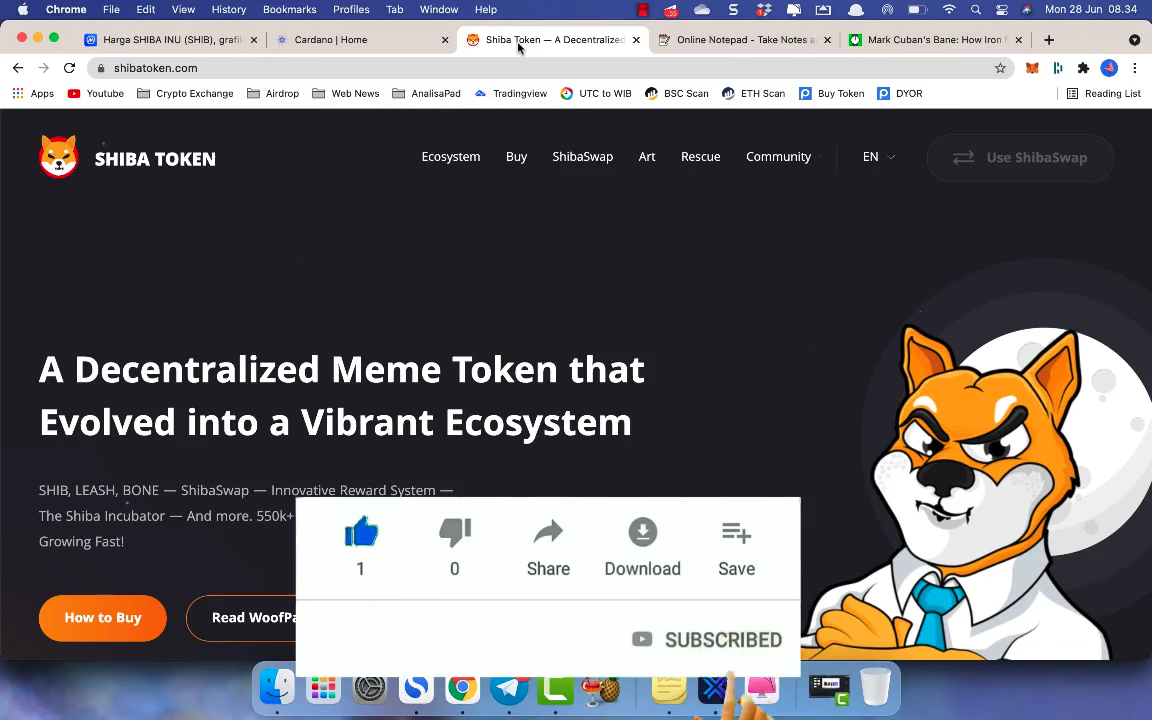 Chrome File Edit View History Bookmarks Profiles Tab Window Help Mon 28 Jun 08.34
Harga SHIBA INU (SHIB), grafik Cardano | Home Shiba Token — A Decentralized Online Notepad - Take Notes a Mark Cuban's Bane: How Iron F
shibatoken.com
Apps Youtube Crypto Exchange Airdrop Web News AnalisaPad Tradingview UTC to WIB BSC Scan ETH Scan Buy Token DYOR Reading List
SHIBA TOKEN Ecosystem Buy ShibaSwap Art Rescue Community EN Use ShibaSwap
A Decentralized Meme Token that
Evolved into a Vibrant Ecosystem
SHIB, LEASH, BONE — ShibaSwap — Innovative Reward System —
The Shiba Incubator — And more. 550k+
Growing Fast!
How to Buy Read WoofPa
1 0 Share Download Save
SUBSCRIBED